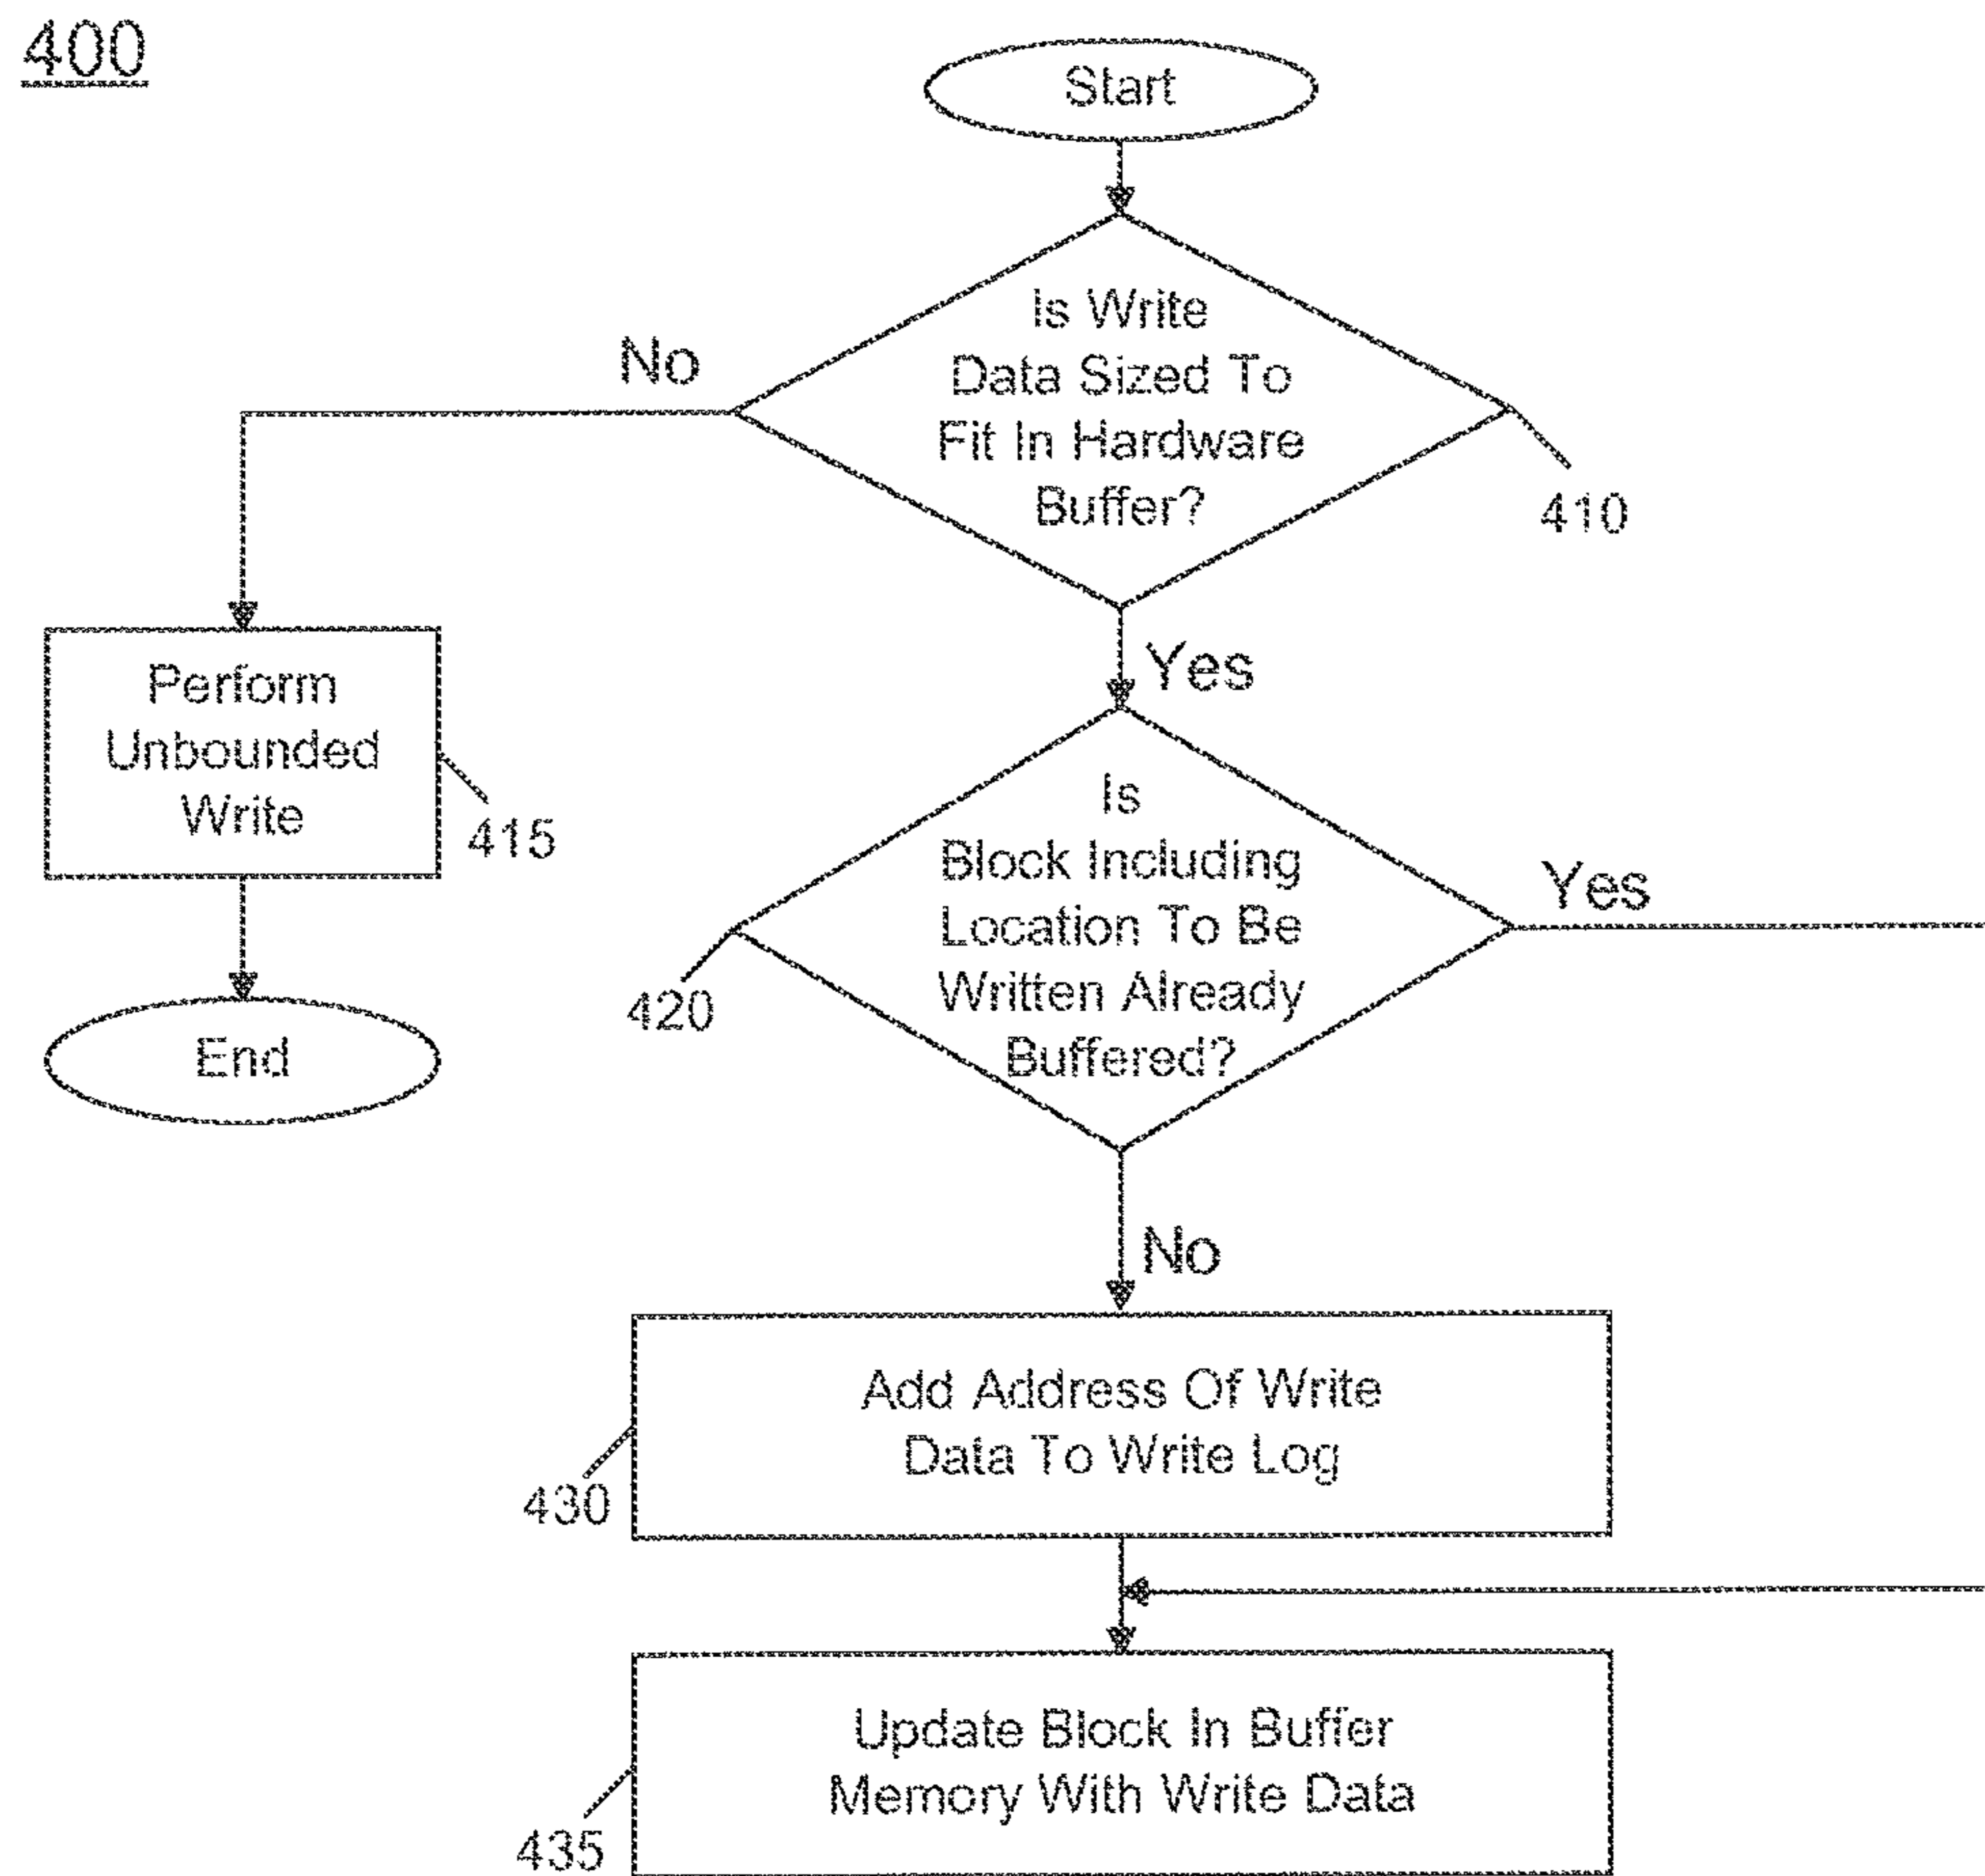 400
Start
Is Write
Data Sized To
Fit In Hardware
Buffer?
No
410
Yes
Perform
Unbounded
Write
415
Is
Block Including
Location To Be
Written Already
Buffered?
Yes
420
End
No
Add Address Of Write
Data To Write Log
430
Update Block In Buffer
Memory With Write Data
435